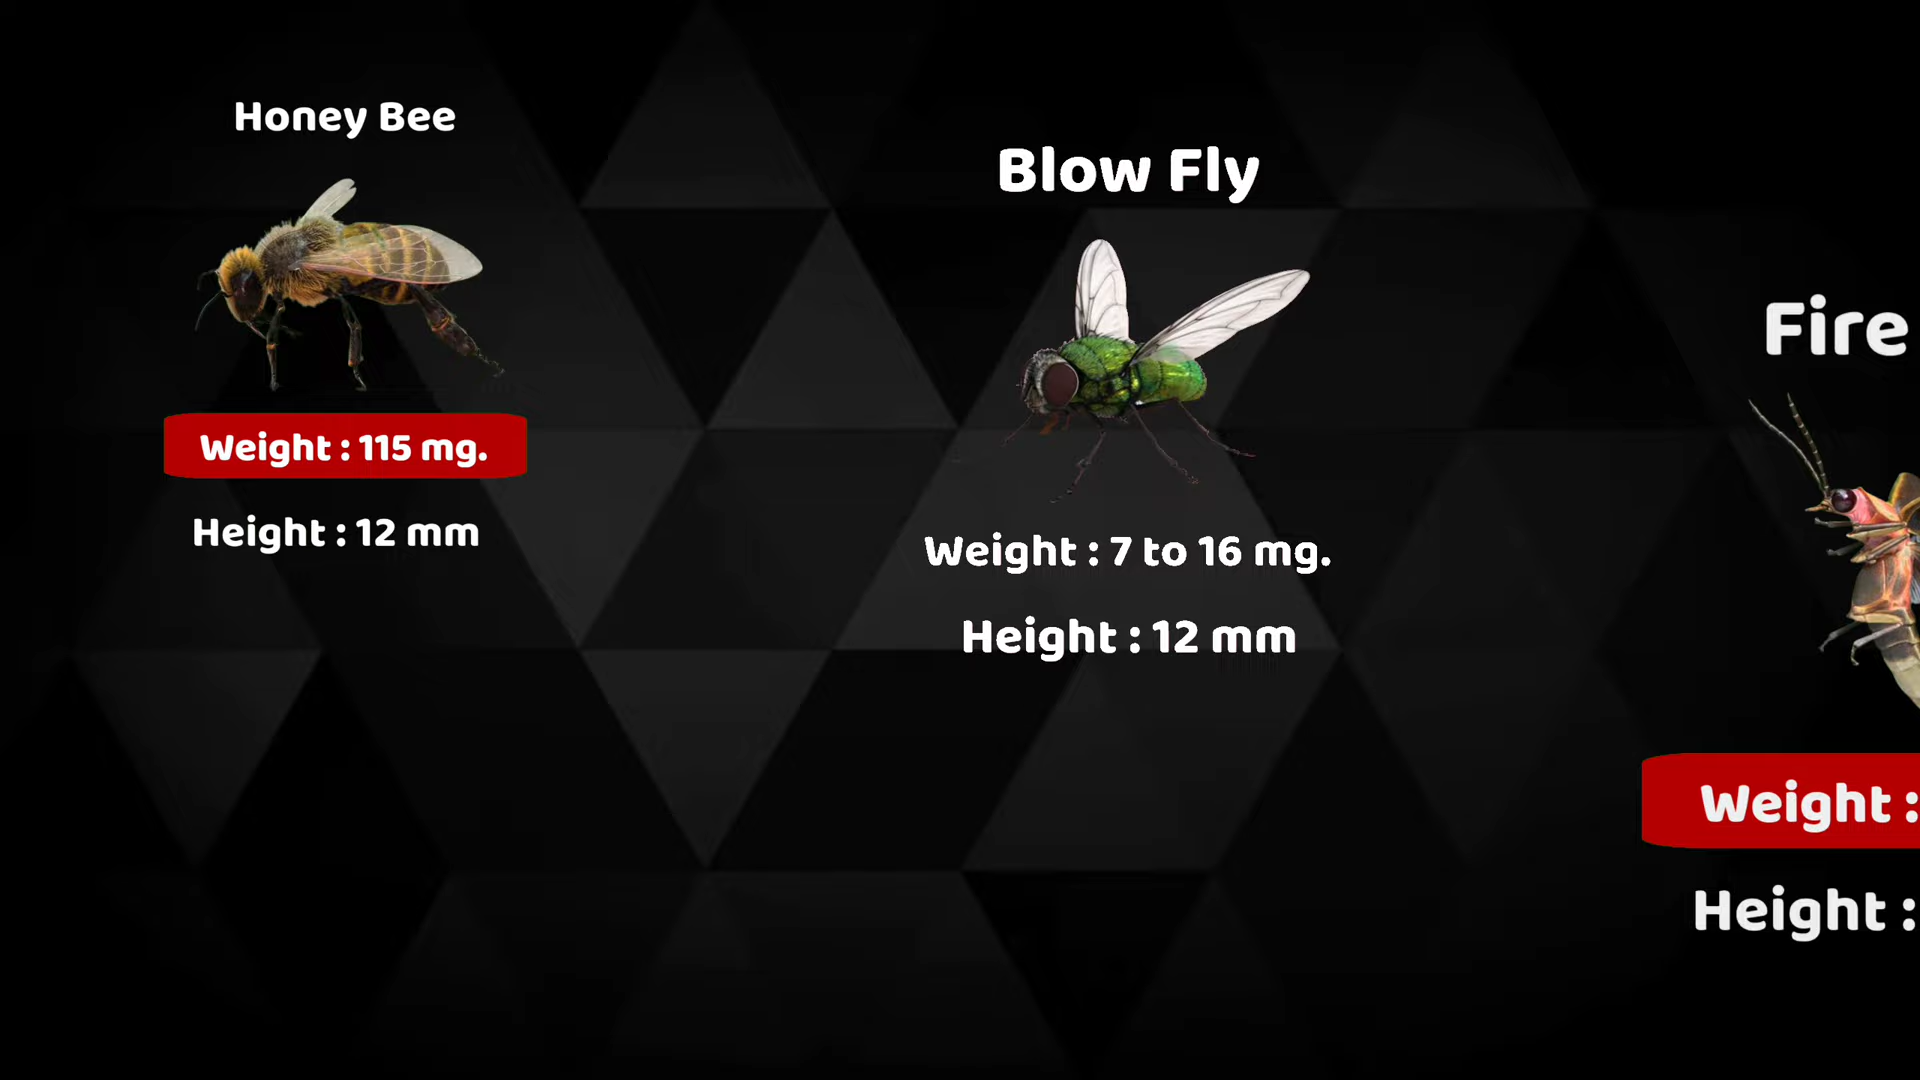 Honey Bee
Weight : 115 mg.
Height : 12 mm
Blow Fly
Weight : 7 to 16 mg.
Height : 12 mm
Fire
Weight :
Height :